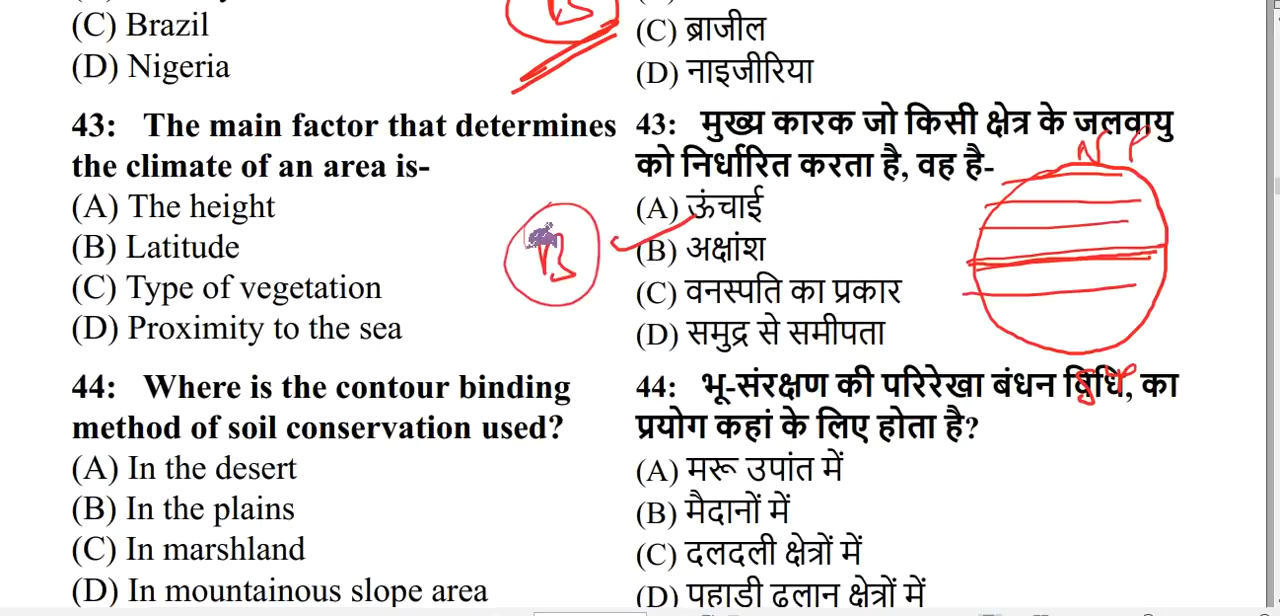 (C) Brazil
(D) Nigeria
43: The main factor that determines
the climate of an area is-
(A) The height
(B) Latitude
(C) Type of vegetation
(D) Proximity to the sea
44: Where is the contour binding
method of soil conservation used?
(A) In the desert
(B) In the plains
(C) In marshland
(D) In mountainous slope area
B
B
(C) ब्राजील
(D) नाइजीरिया
43: मुख्य कारक जो किसी क्षेत्र के जलवायु
को निर्धारित करता है, वह है-
(A) ऊंचाई
(B) अक्षांश
(C) वनस्पति का प्रकार
(D) समुद्र से समीपता
44: भू-संरक्षण की परिरेखा बंधन विधि, का
प्रयोग कहां के लिए होता है?
(A) मरू उपांत में
(B) मैदानों में
(C) दलदली क्षेत्रों में
(D) पहाड़ी ढलान क्षेत्रों में
NP
SP